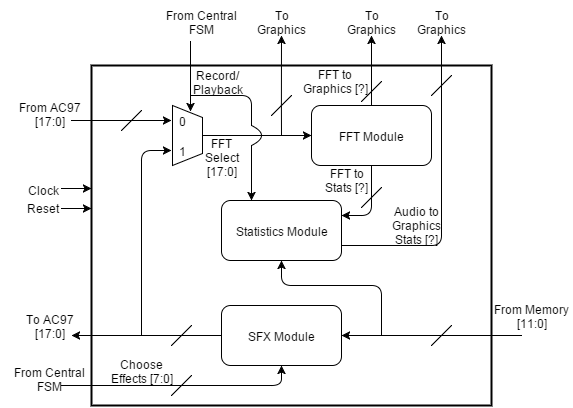 From Central
FSM
To
Graphics
To
Graphics
To
Graphics
Record/
Playback
FFT to
Graphics [?]
From AC97
[17:0]
0
1
FFT
Select
[17:0]
FFT Module
FFT to
Stats [?]
Clock
Reset
Statistics Module
Audio to
Graphics
Stats [?]
To AC97
[17:0]
SFX Module
From Memory
[11:0]
From Central
FSM
Choose
Effects [7:0]